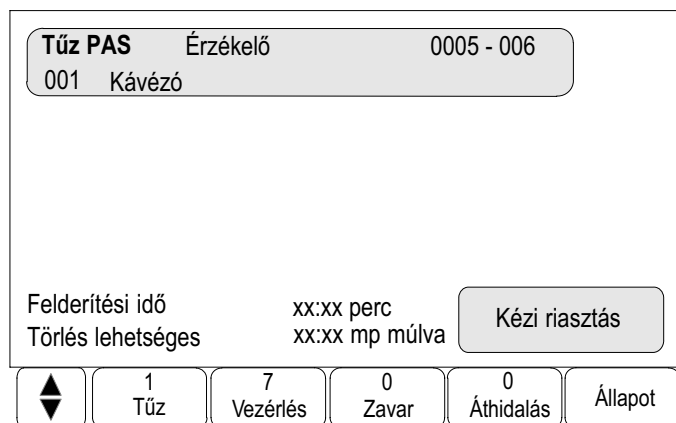 Tűz PAS Érzékelő 0005 - 006
001 Kávézó
Felderítési idő xx:xx perc
Törlés lehetséges xx:xx mp múlva
Kézi riasztás
1 7 0 0
Tűz Vezérlés Zavar Áthidalás Állapot